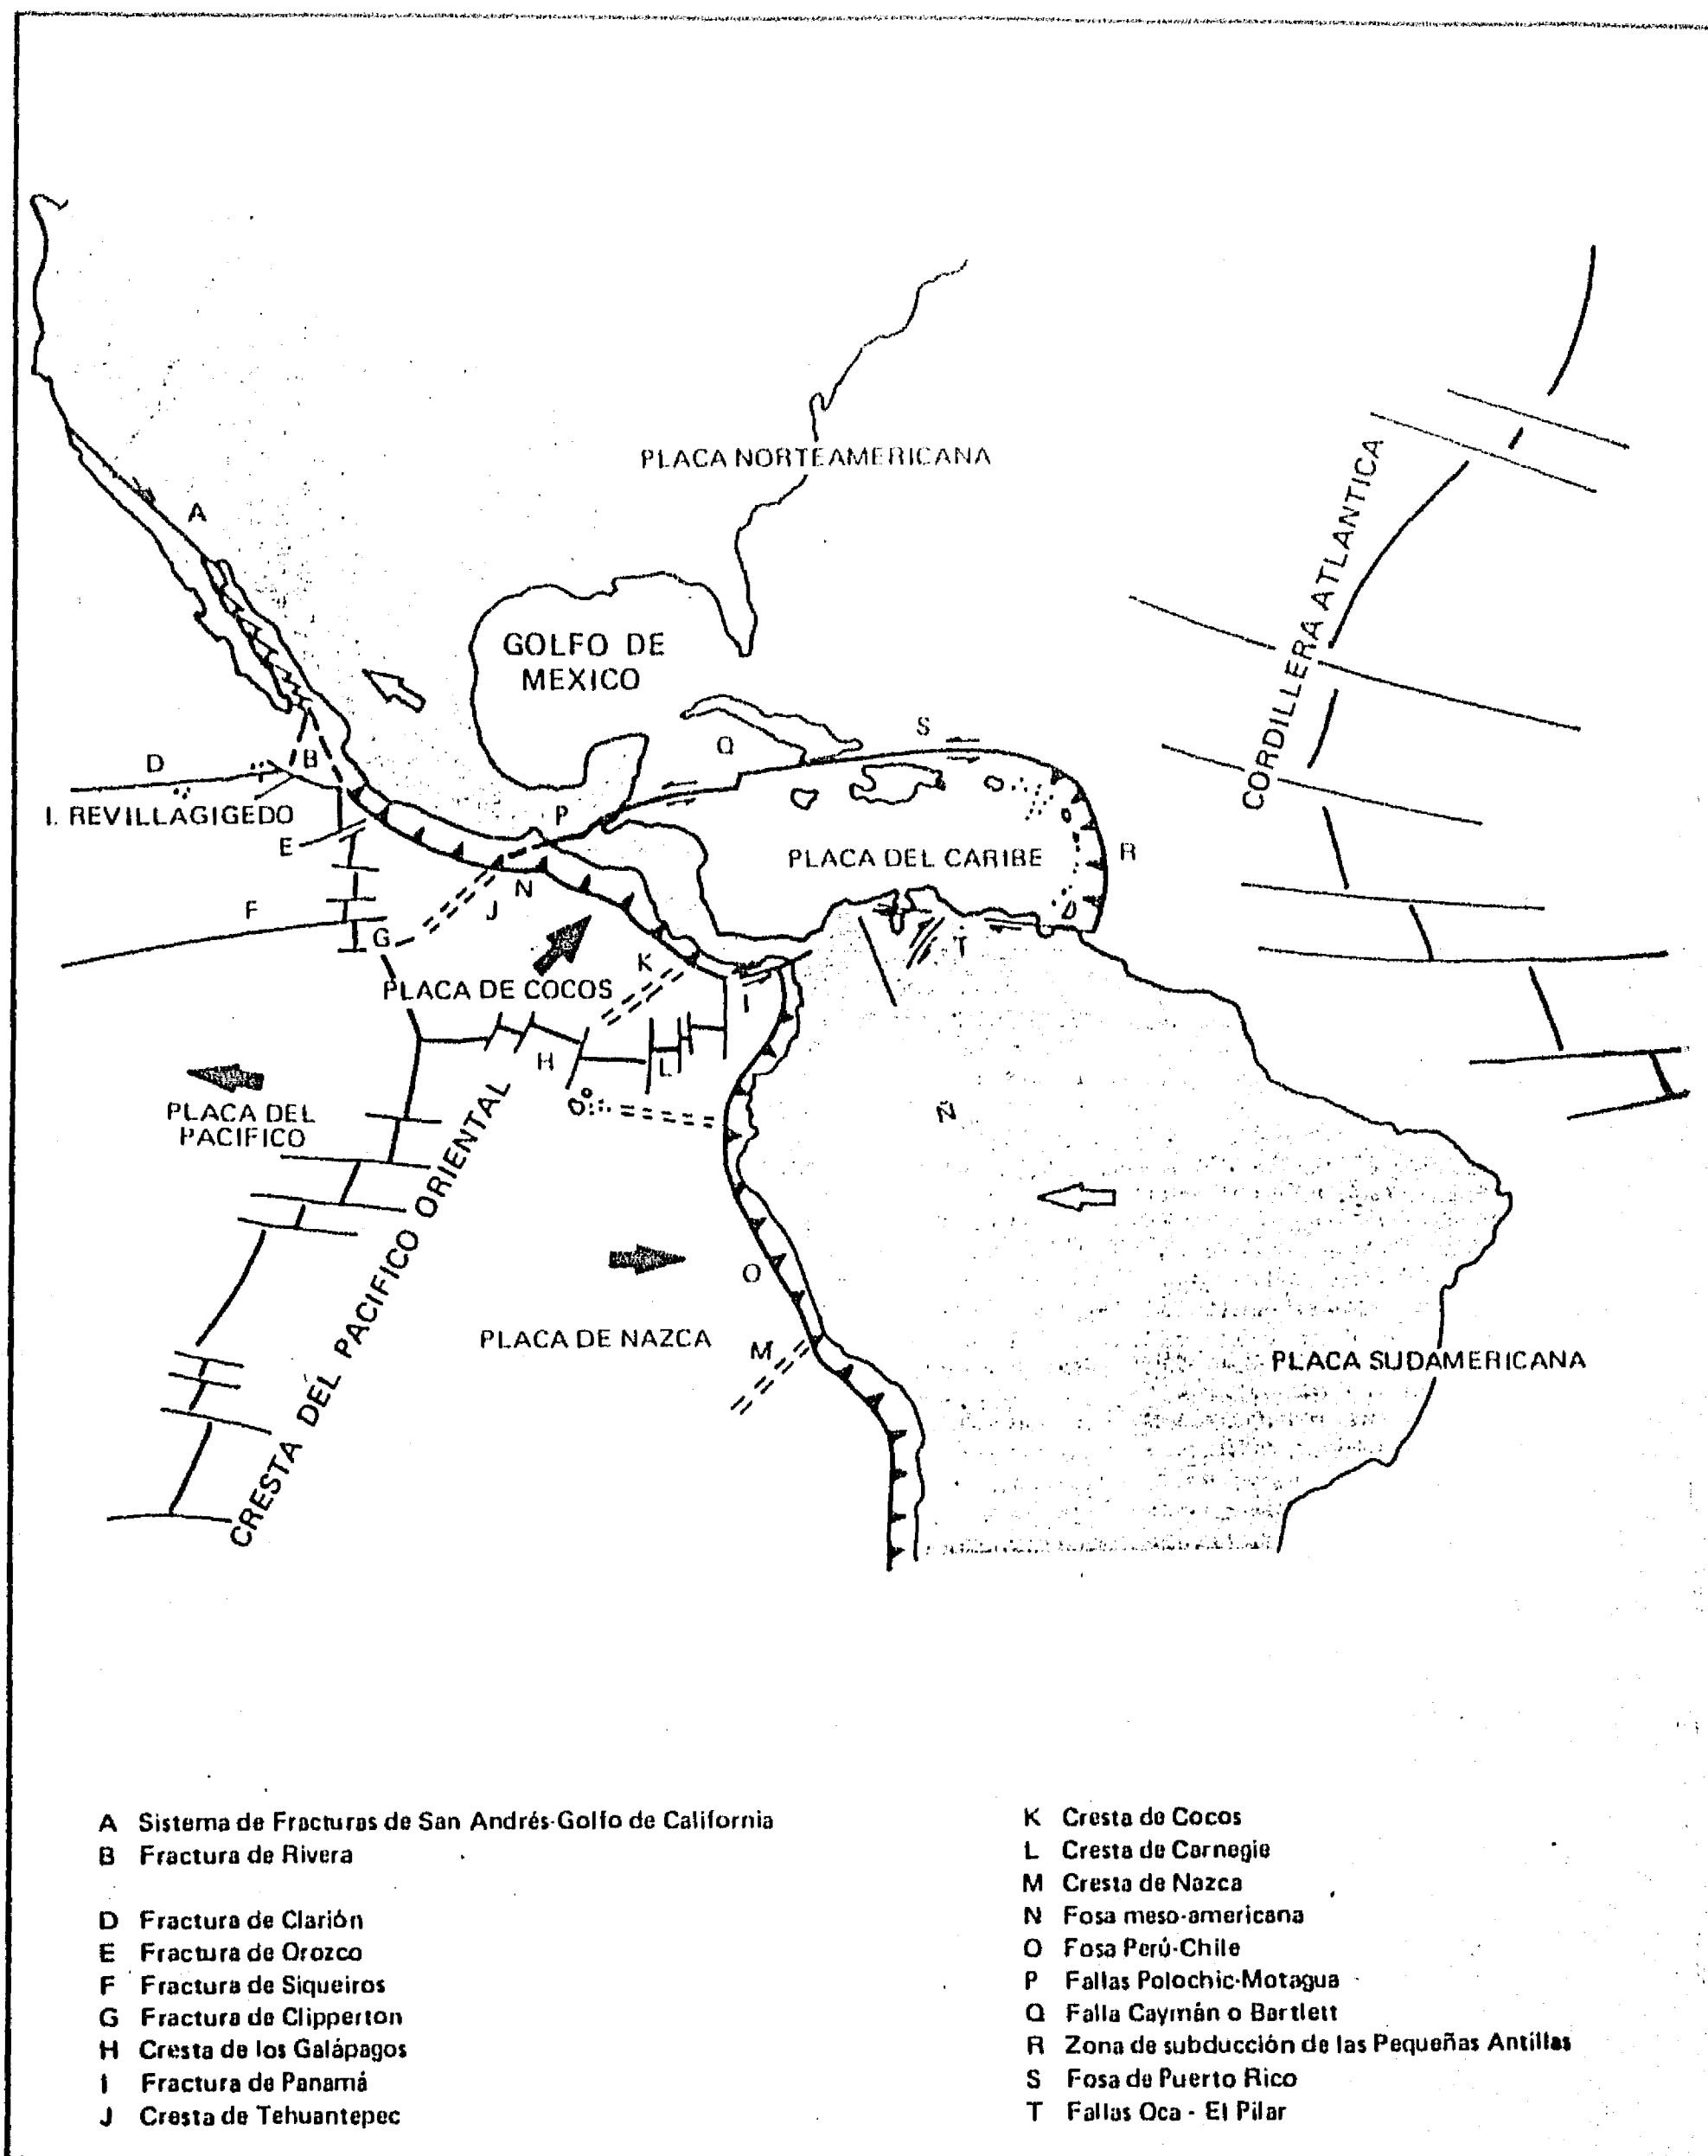 PLACA NORTEAMERICANA
CORDILLERA ATLANTICA
A
GOLFO DE
MEXICO
S
Q
D
B
I. REVILLAGIGEDO
P
E
PLACA DEL CARIBE
R
N
J
F
G
T
K
PLACA DE COCOS
I
H
L
PLACA DEL
PACIFICO
Ñ
CRESTA DEL PACIFICO ORIENTAL
O
PLACA DE NAZCA
M
PLACA SUDAMERICANA
A Sistema de Fracturas de San Andrés-Golfo de California
B Fractura de Rivera
D Fractura de Clarión
E Fractura de Orozco
F Fractura de Siqueiros
G Fractura de Clipperton
H Cresta de los Galápagos
I Fractura de Panamá
J Cresta de Tehuantepec
K Cresta de Cocos
L Cresta de Carnegie
M Cresta de Nazca
N Fosa meso-americana
O Fosa Perú-Chile
P Fallas Polochic-Motagua
Q Falla Caymán o Bartlett
R Zona de subducción de las Pequeñas Antillas
S Fosa de Puerto Rico
T Fallas Oca - El Pilar